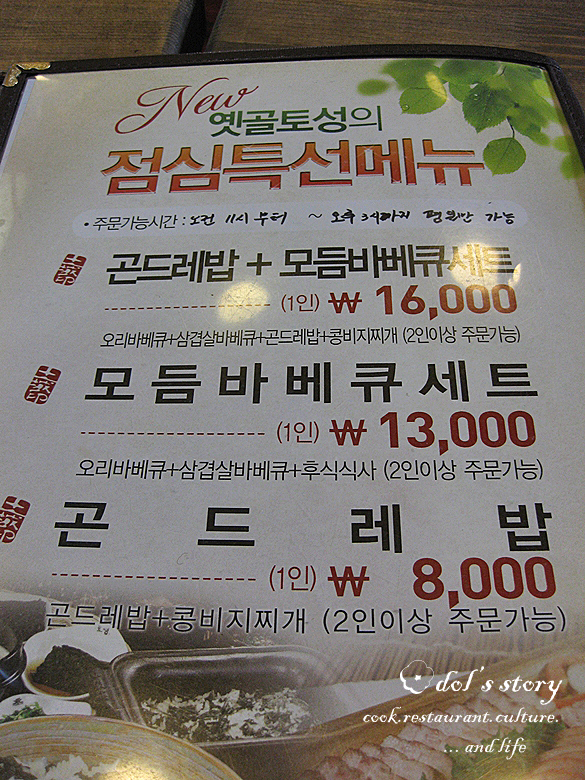 New
옛골토성의
점심특선메뉴
• 주문가능시간 : 오전 11시 부터 ~ 오후 3시까지 평일만 가능
곤드레밥 + 모듬바베큐세트
(1인) ₩ 16,000
오리바베큐+삼겹살바베큐+곤드레밥+콩비지찌개 (2인이상 주문가능)
모듬바베큐세트
(1인) ₩ 13,000
오리바베큐+삼겹살바베큐+후식식사 (2인이상 주문가능)
곤드레밥
(1인) ₩ 8,000
곤드레밥+콩비지찌개 (2인이상 주문가능)
dol's story
cook.restaurant.culture.
... and life